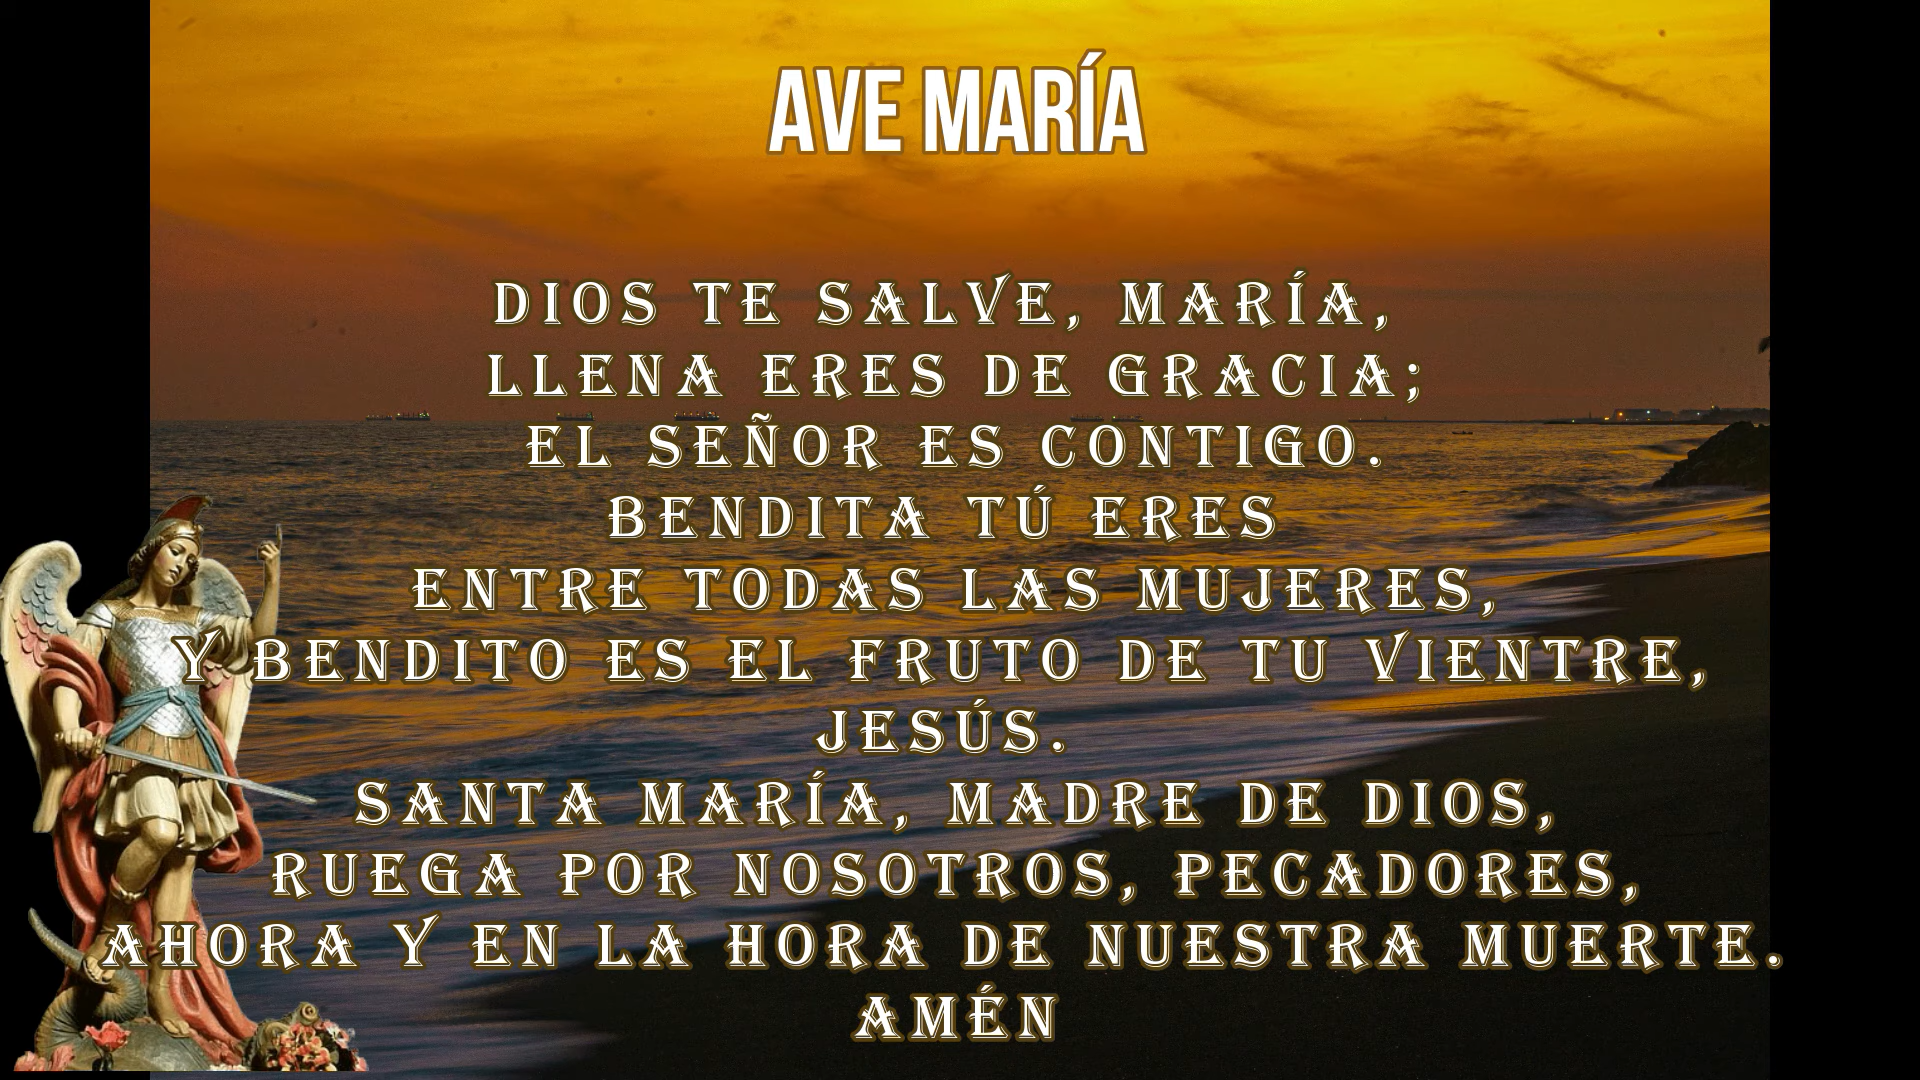 AVE MARÍA
DIOS TE SALVE, MARÍA,
LLENA ERES DE GRACIA;
EL SEÑOR ES CONTIGO.
BENDITA TÚ ERES
ENTRE TODAS LAS MUJERES,
Y BENDITO ES EL FRUTO DE TU VIENTRE,
JESÚS.
SANTA MARÍA, MADRE DE DIOS,
RUEGA POR NOSOTROS, PECADORES,
AHORA Y EN LA HORA DE NUESTRA MUERTE.
AMÉN